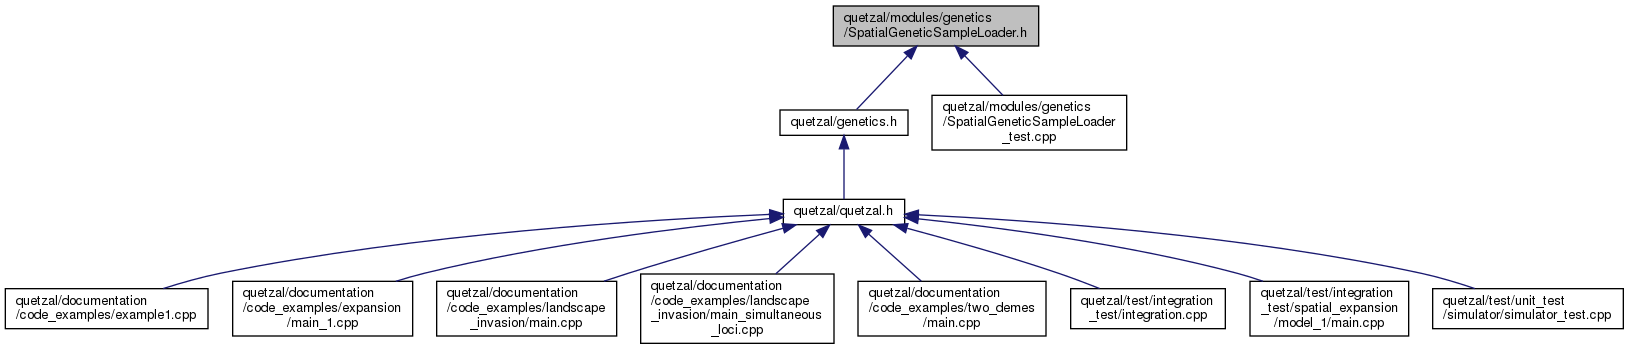 quetzal/modules/genetics
/SpatialGeneticSampleLoader.h
quetzal/genetics.h
quetzal/modules/genetics
/SpatialGeneticSampleLoader
_test.cpp
quetzal/quetzal.h
quetzal/documentation
/code_examples/example1.cpp
quetzal/documentation
/code_examples/expansion
/main_1.cpp
quetzal/documentation
/code_examples/landscape
_invasion/main.cpp
quetzal/documentation
/code_examples/landscape
_invasion/main_simultaneous
_loci.cpp
quetzal/documentation
/code_examples/two_demes
/main.cpp
quetzal/test/integration
_test/integration.cpp
quetzal/test/integration
_test/spatial_expansion
/model_1/main.cpp
quetzal/test/unit_test
/simulator/simulator_test.cpp